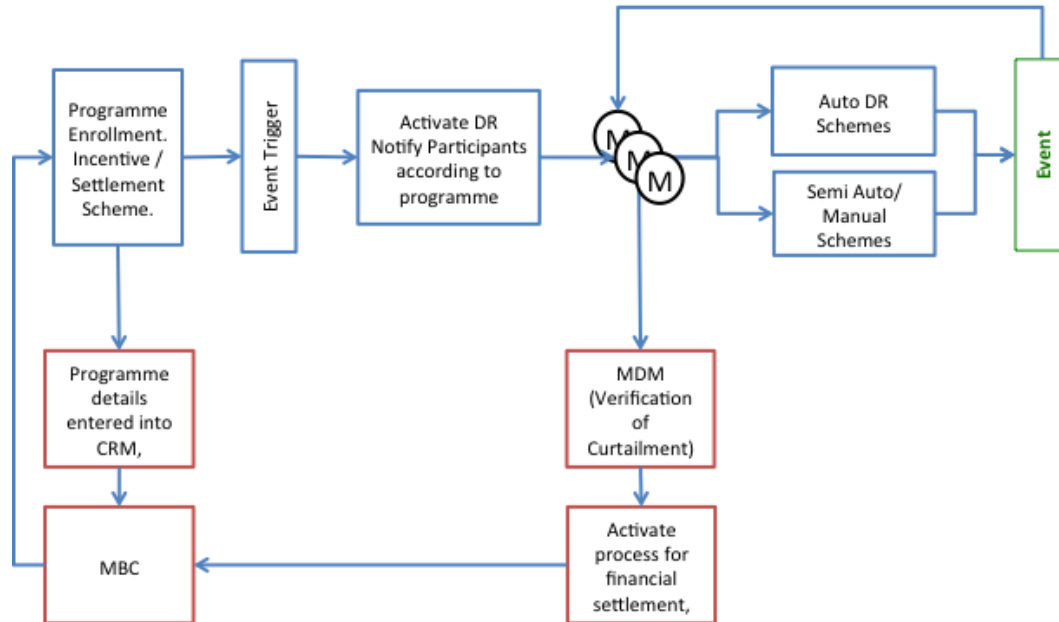 Programme
Enrollment.
Incentive /
Settlement
Scheme.
Event Trigger
Activate DR
Notify Participants
according to
programme
M
M
M
Auto DR
Schemes
Semi Auto/
Manual
Schemes
Event
Programme
details
entered into
CRM,
MDM
(Verification
of
Curtailment)
MBC
Activate
process for
financial
settlement,